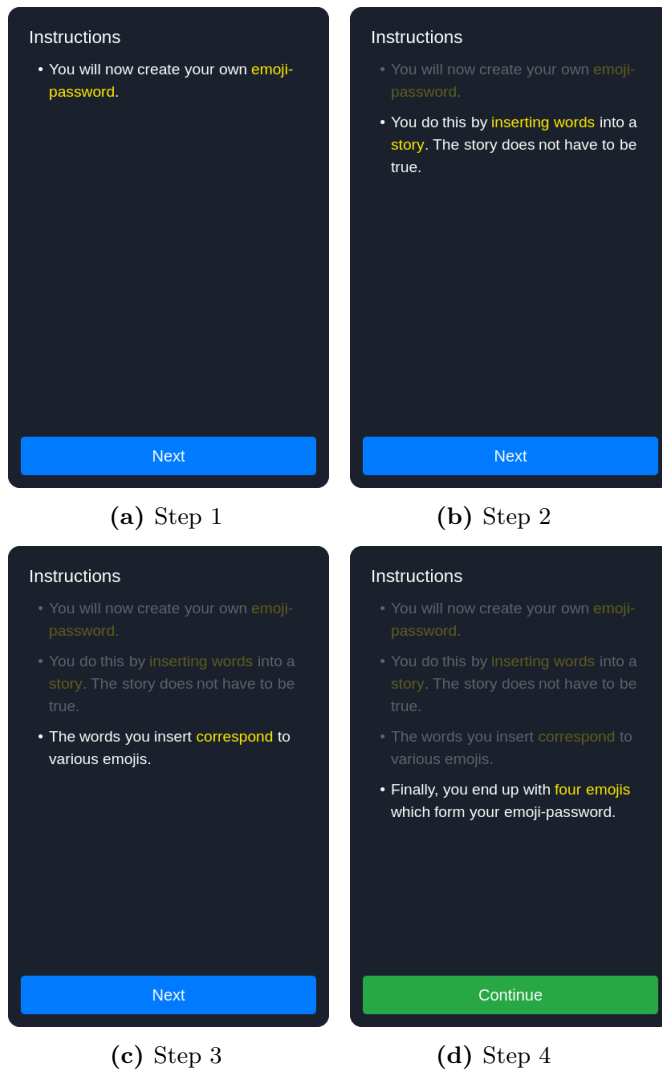 Instructions
• You will now create your own emoji-
password.
Next
(a) Step 1
Instructions
• You will now create your own emoji-
password.
• You do this by inserting words into a
story. The story does not have to be
true.
Next
(b) Step 2
Instructions
• You will now create your own emoji-
password.
• You do this by inserting words into a
story. The story does not have to be
true.
• The words you insert correspond to
various emojis.
Next
(c) Step 3
Instructions
• You will now create your own emoji-
password.
• You do this by inserting words into a
story. The story does not have to be
true.
• The words you insert correspond to
various emojis.
• Finally, you end up with four emojis
which form your emoji-password.
Continue
(d) Step 4